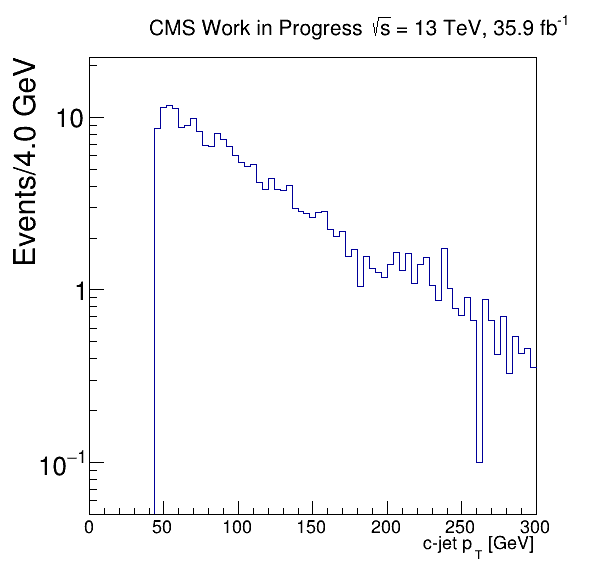 CMS Work in Progress √s = 13 TeV, 35.9 fb⁻¹
Events/4.0 GeV
10
1
10⁻¹
0 50 100 150 200 250 300
c-jet p_T [GeV]